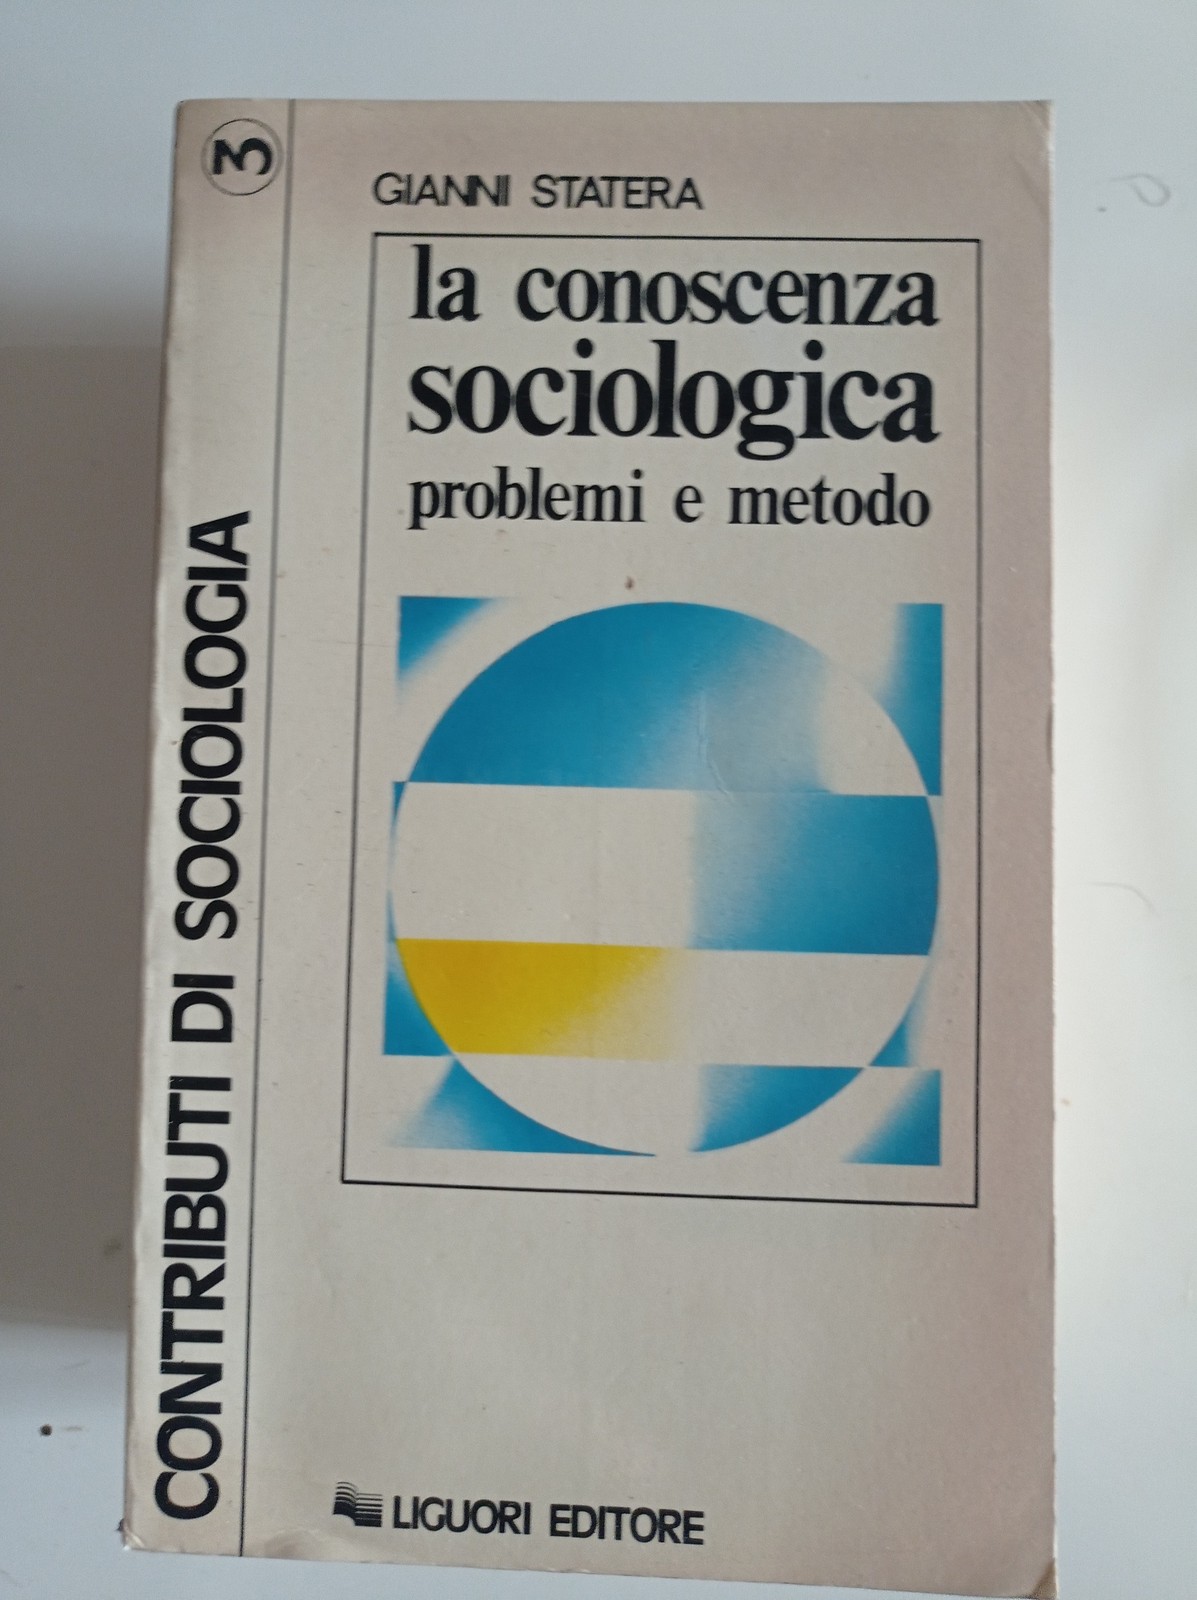 3
CONTRIBUTI DI SOCIOLOGIA
GIANNI STATERA
la conoscenza
sociologica
problemi e metodo
LIGUORI EDITORE